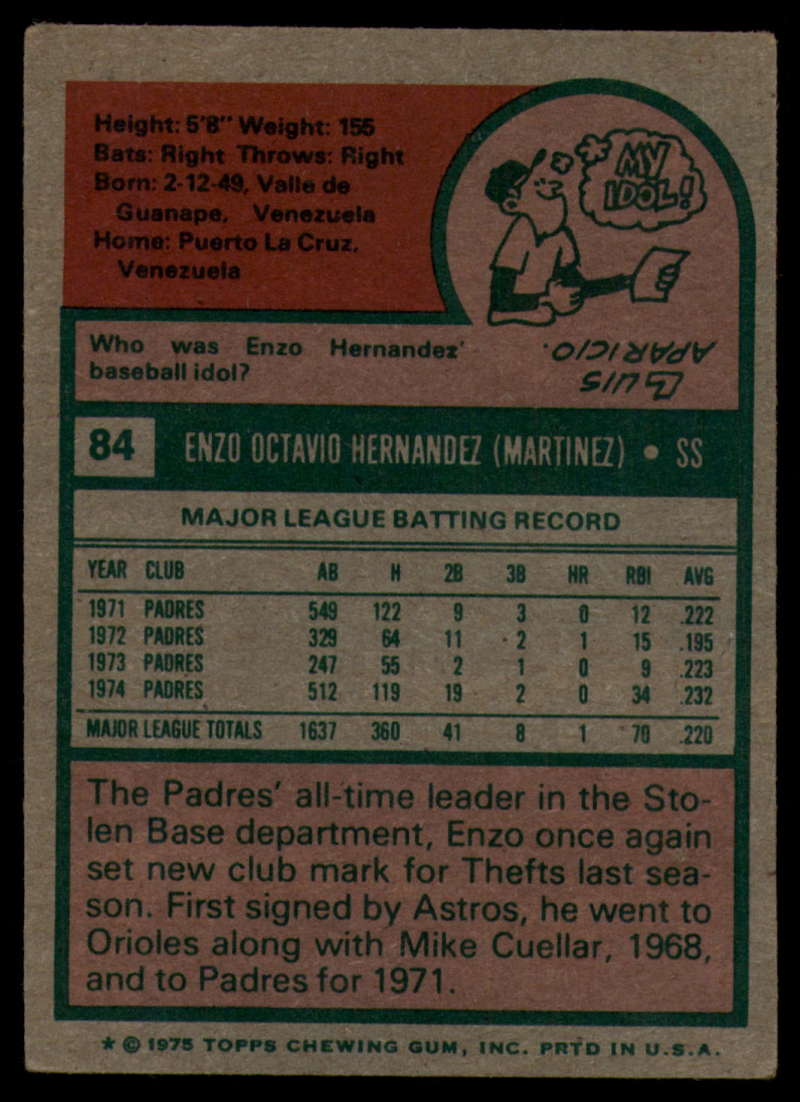 Height: 5'8" Weight: 155
Bats: Right Throws: Right
Born: 2-12-49, Valle de
Guanape, Venezuela
Home: Puerto La Cruz,
Venezuela
MY
IDOL!
Who was Enzo Hernandez'
baseball idol?
LUIS
APARICIO.
84 ENZO OCTAVIO HERNANDEZ (MARTINEZ) • SS
MAJOR LEAGUE BATTING RECORD
YEAR CLUB AB H 2B 3B HR RBI AVG
1971 PADRES 549 122 9 3 0 12 .222
1972 PADRES 329 64 11 2 1 15 .195
1973 PADRES 247 55 2 1 0 9 .223
1974 PADRES 512 119 19 2 0 34 .232
MAJOR LEAGUE TOTALS 1637 360 41 8 1 70 .220
The Padres' all-time leader in the Sto-
len Base department, Enzo once again
set new club mark for Thefts last sea-
son. First signed by Astros, he went to
Orioles along with Mike Cuellar, 1968,
and to Padres for 1971.
* © 1975 TOPPS CHEWING GUM, INC. PRTD IN U.S.A.